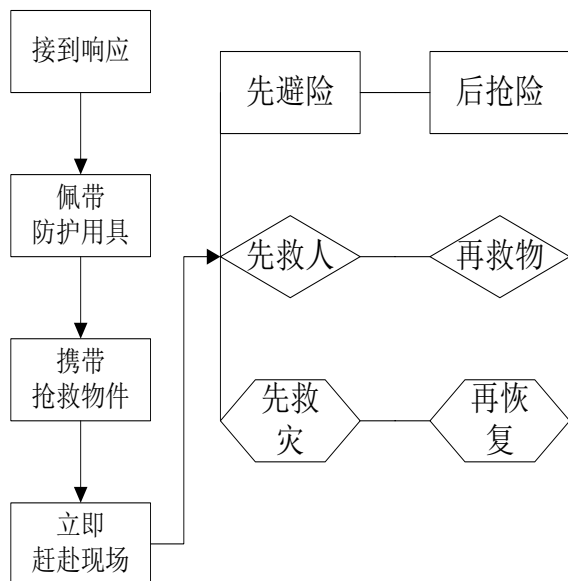 接到响应
佩带
防护用具
携带
抢救物件
立即
赶赴现场
先避险
后抢险
先救人
再救物
先救
灾
再恢
复